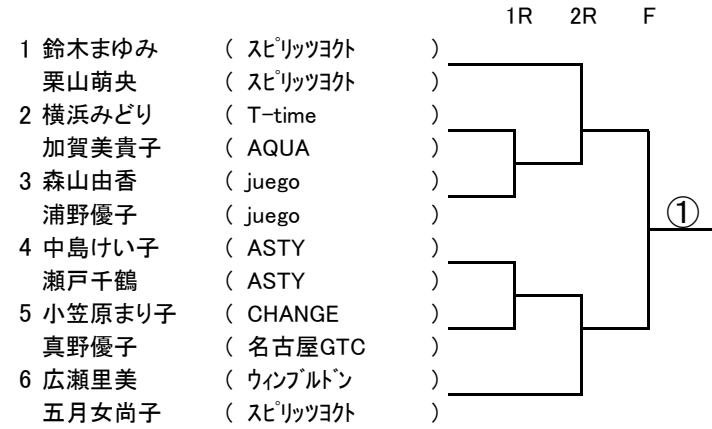 1R 2R F
1 鈴木まゆみ ( スピリッツヨクト )
栗山萌央 ( スピリッツヨクト )
2 横浜みどり ( T-time )
加賀美貴子 ( AQUA )
3 森山由香 ( juego )
浦野優子 ( juego )
①
4 中島けい子 ( ASTY )
瀬戸千鶴 ( ASTY )
5 小笠原まり子 ( CHANGE )
真野優子 ( 名古屋GTC )
6 広瀬里美 ( ウィンブルドン )
五月女尚子 ( スピリッツヨクト )